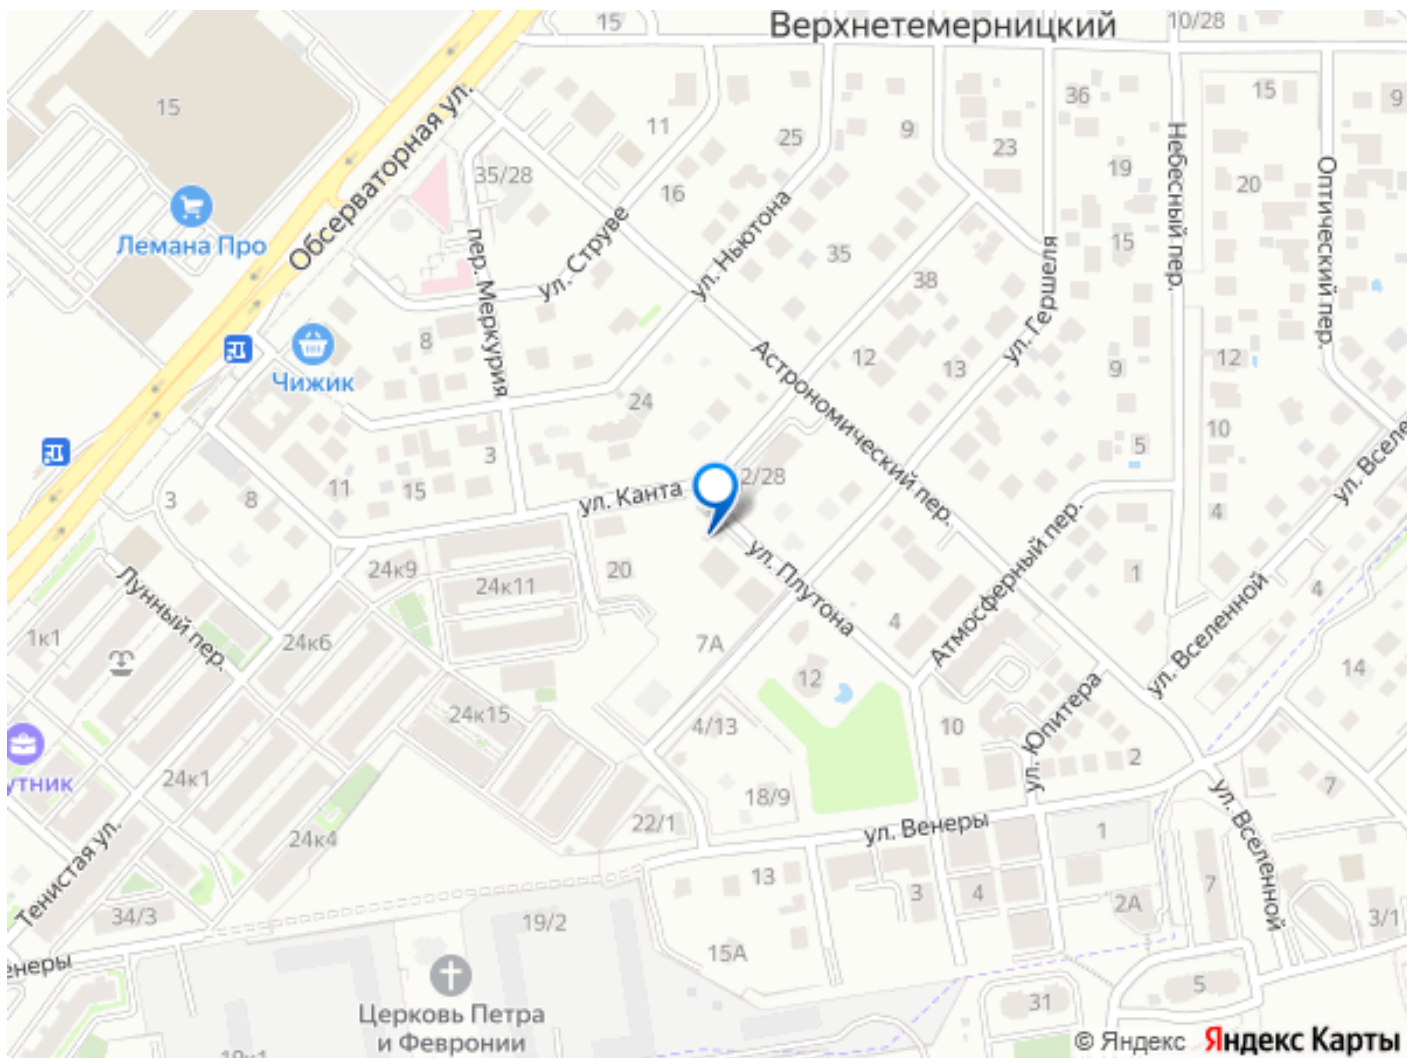 15
Верхнетемерницкий
10/28
15
Обсерваторная ул.
11
25
9
36
15
9
23
Небесный пер.
Оптический пер.
35/28
16
19
20
Лемана Про
пер. Меркурия
ул. Струве
ул. Ньютона
35
15
38
ул. Гершеля
8
Чижик
Астрономический пер.
12
13
9
12
24
10
5
3
ул. Вселе
3
8
11
15
ул. Канта
2/28
4
24к9
24к11
20
ул. Плутона
Атмосферный пер.
1
4
Лунный пер.
1к1
24к6
7А
4
ул. Вселенной
12
14
24к15
4/13
10
ул. Юпитера
2
утник
24к1
18/9
7
24к4
22/1
ул. Венеры
1
ул. Вселенной
Тенистая ул.
13
3
4
7
34/3
19/2
2А
3/1
енеры
15А
5
Церковь Петра
и Февронии
31
19к1
© Яндекс Яндекс Карты